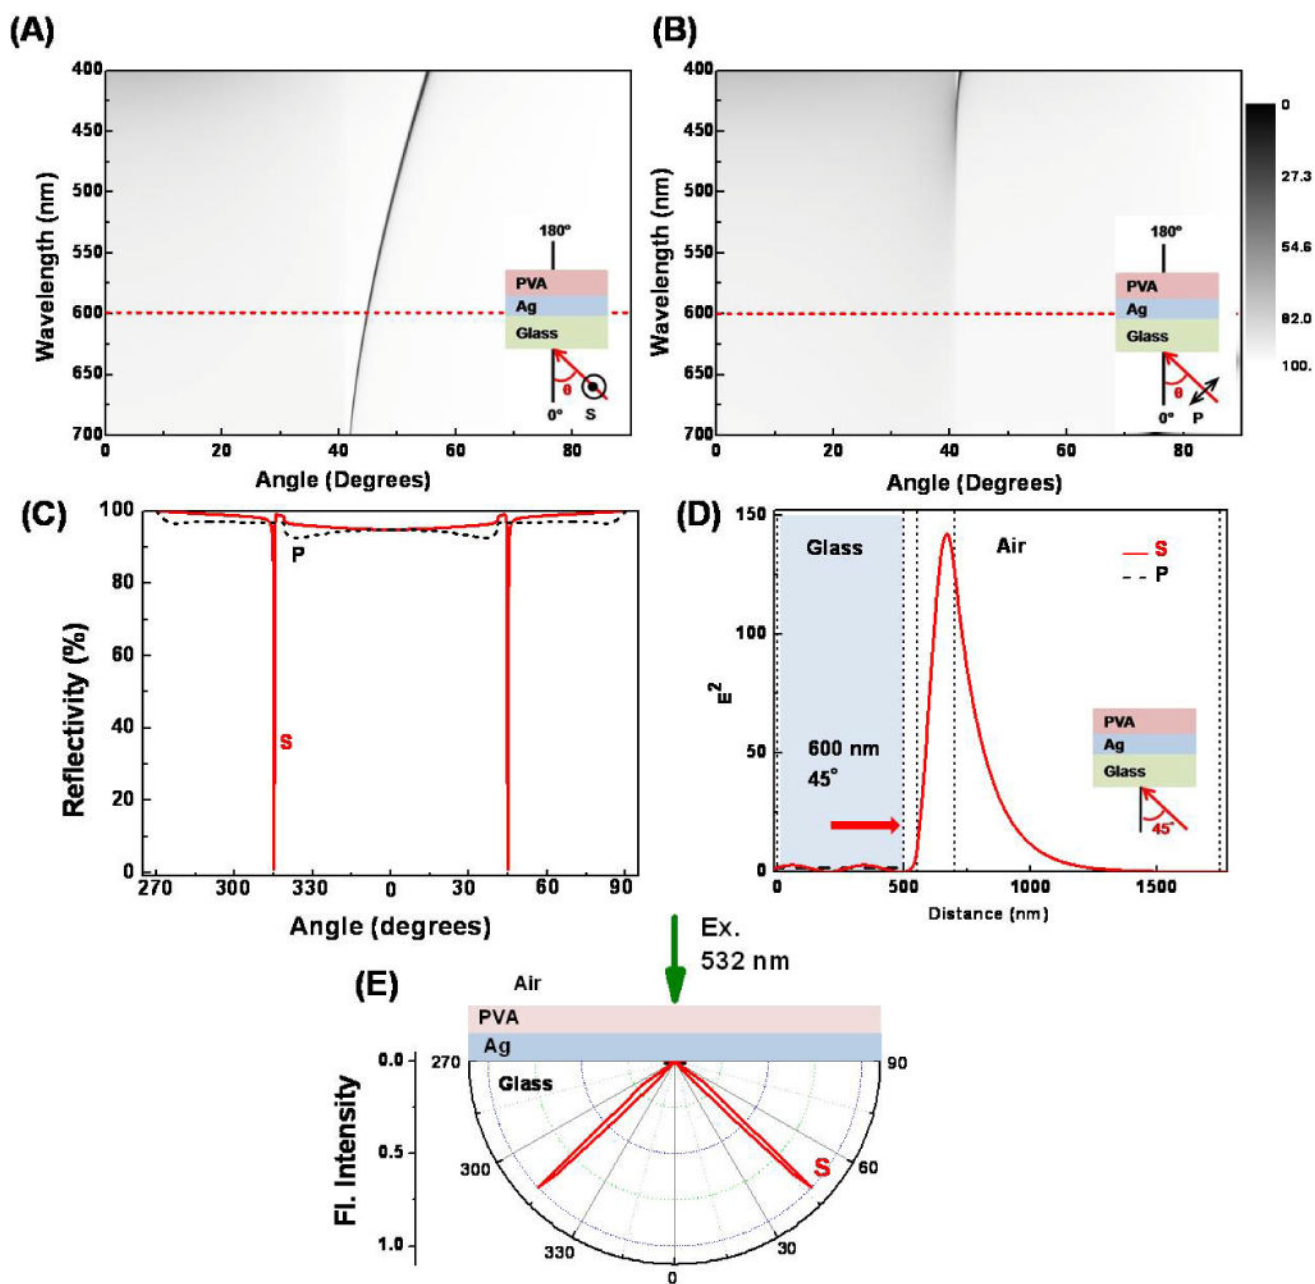 (A)
400
450
500
550
600
650
700
Wavelength (nm)
0
20
40
60
80
Angle (Degrees)
180°
PVA
Ag
Glass
θ
0°
S
(B)
400
450
500
550
600
650
700
Wavelength (nm)
0
20
40
60
80
Angle (Degrees)
180°
PVA
Ag
Glass
θ
0°
P
0
27.3
54.6
82.0
100.
(C)
100
80
60
40
20
0
Reflectivity (%)
P
S
270
300
330
0
30
60
90
Angle (degrees)
(D)
150
100
50
0
E²
Glass
Air
S
P
600 nm
45°
PVA
Ag
Glass
45°
0
500
1000
1500
Distance (nm)
Ex.
532 nm
(E)
Air
PVA
Ag
Glass
0.0
0.5
1.0
Fl. Intensity
270
300
330
0
30
60
90
S